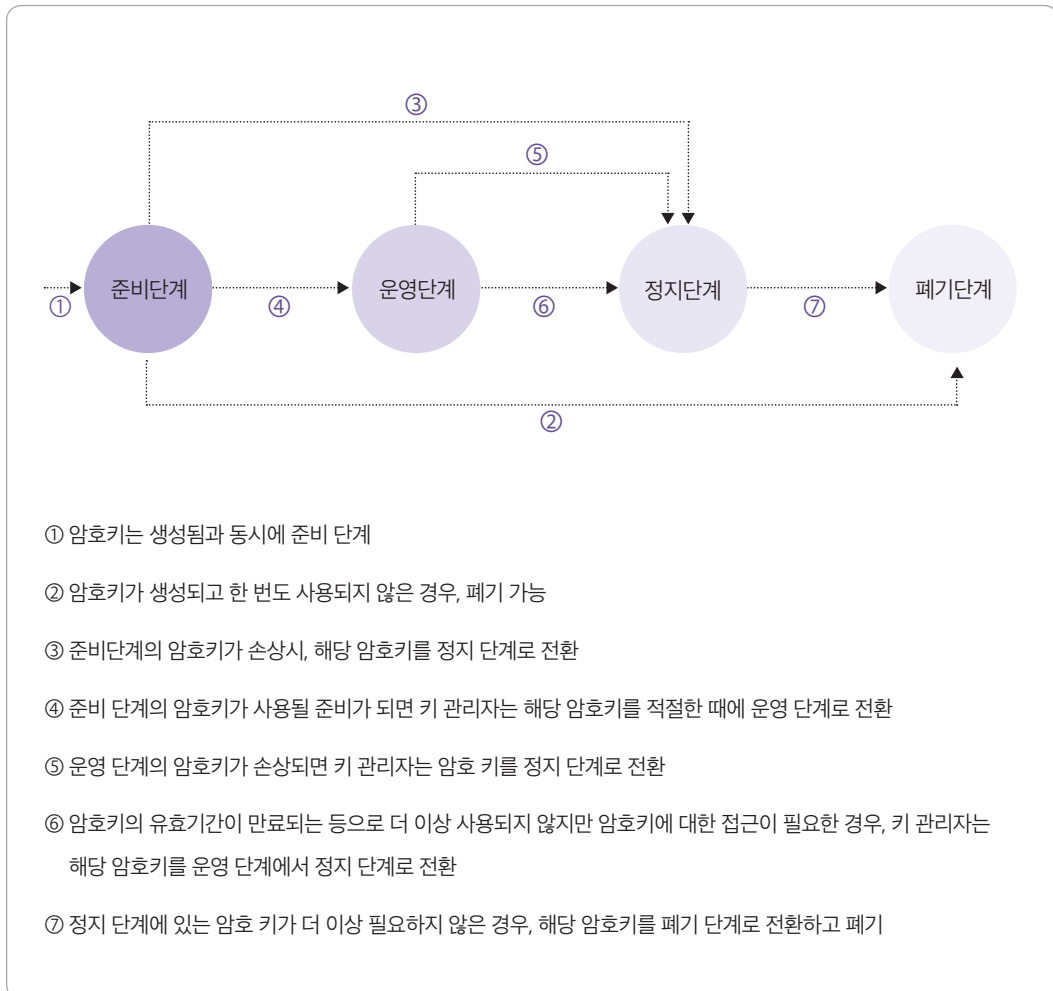 ③
⑤
준비단계
운영단계
정지단계
폐기단계
①
④
⑥
⑦
②
① 암호키는 생성됨과 동시에 준비 단계
② 암호키가 생성되고 한 번도 사용되지 않은 경우, 폐기 가능
③ 준비단계의 암호키가 손상시, 해당 암호키를 정지 단계로 전환
④ 준비 단계의 암호키가 사용될 준비가 되면 키 관리자는 해당 암호키를 적절한 때에 운영 단계로 전환
⑤ 운영 단계의 암호키가 손상되면 키 관리자는 암호 키를 정지 단계로 전환
⑥ 암호키의 유효기간이 만료되는 등으로 더 이상 사용되지 않지만 암호키에 대한 접근이 필요한 경우, 키 관리자는
해당 암호키를 운영 단계에서 정지 단계로 전환
⑦ 정지 단계에 있는 암호 키가 더 이상 필요하지 않은 경우, 해당 암호키를 폐기 단계로 전환하고 폐기